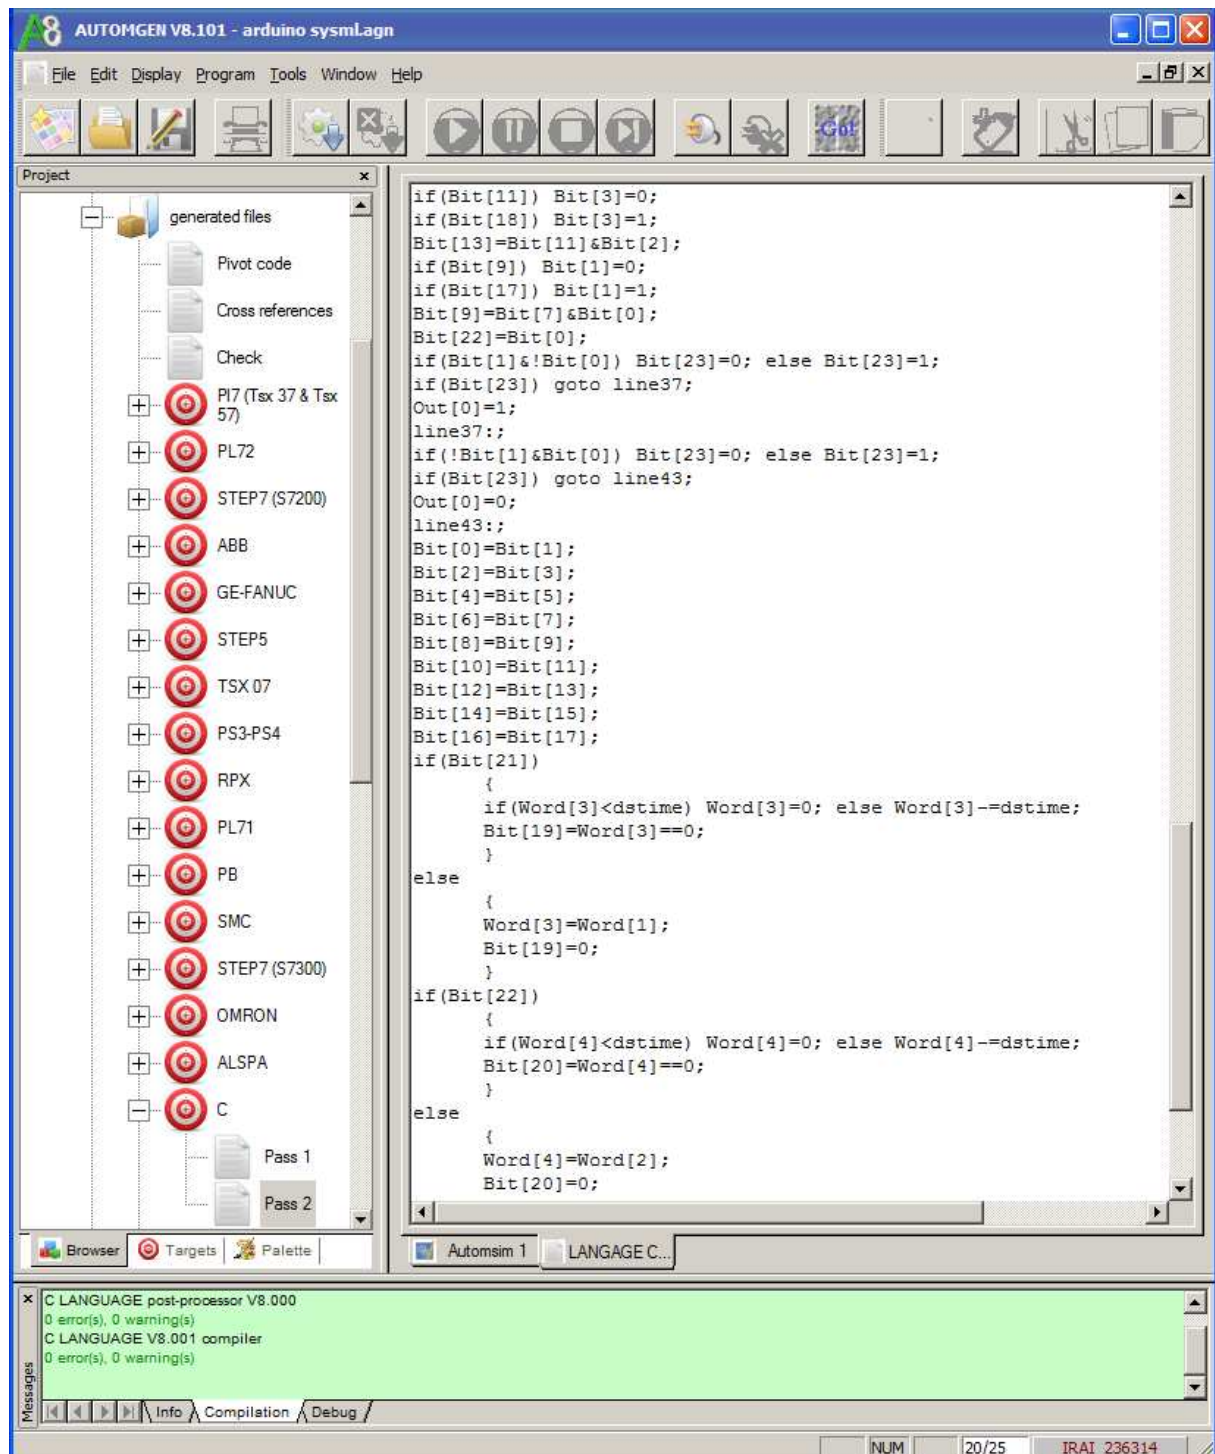 AUTOMGEN V8.101 - arduino sysml.agn
File Edit Display Program Tools Window Help
Go!
Project
generated files
Pivot code
Cross references
Check
Pl7 (Tsx 37 & Tsx
57)
PL72
STEP7 (S7200)
ABB
GE-FANUC
STEP5
TSX 07
PS3-PS4
RPX
PL71
PB
SMC
STEP7 (S7300)
OMRON
ALSPA
C
Pass 1
Pass 2
Browser Targets Palette
if(Bit[11]) Bit[3]=0;
if(Bit[18]) Bit[3]=1;
Bit[13]=Bit[11]&Bit[2];
if(Bit[9]) Bit[1]=0;
if(Bit[17]) Bit[1]=1;
Bit[9]=Bit[7]&Bit[0];
Bit[22]=Bit[0];
if(Bit[1]&!Bit[0]) Bit[23]=0; else Bit[23]=1;
if(Bit[23]) goto line37;
Out[0]=1;
line37:;
if(!Bit[1]&Bit[0]) Bit[23]=0; else Bit[23]=1;
if(Bit[23]) goto line43;
Out[0]=0;
line43:;
Bit[0]=Bit[1];
Bit[2]=Bit[3];
Bit[4]=Bit[5];
Bit[6]=Bit[7];
Bit[8]=Bit[9];
Bit[10]=Bit[11];
Bit[12]=Bit[13];
Bit[14]=Bit[15];
Bit[16]=Bit[17];
if(Bit[21])
{
if(Word[3]<dstime) Word[3]=0; else Word[3]-=dstime;
Bit[19]=Word[3]==0;
}
else
{
Word[3]=Word[1];
Bit[19]=0;
}
if(Bit[22])
{
if(Word[4]<dstime) Word[4]=0; else Word[4]-=dstime;
Bit[20]=Word[4]==0;
}
else
{
Word[4]=Word[2];
Bit[20]=0;
Automsim 1 LANGAGE C...
C LANGUAGE post-processor V8.000
0 error(s), 0 warning(s)
C LANGUAGE V8.001 compiler
0 error(s), 0 warning(s)
Messages
Info Compilation Debug
NUM 20/25 IRAI 236314